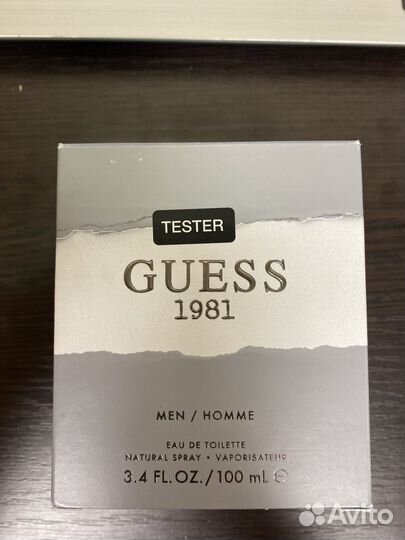 TESTER
GUESS
1981
MEN / HOMME
EAU DE TOILETTE
NATURAL SPRAY • VAPORISATEUR
3.4 FL.OZ./100 mL ℮
Avito